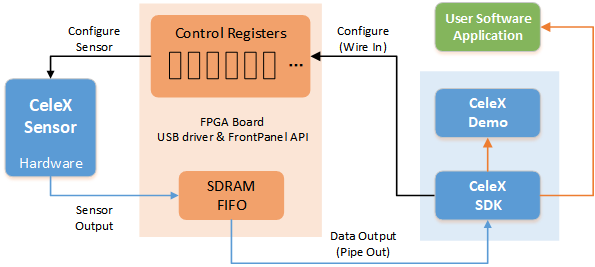 Configure
Sensor
Control Registers
...
Configure
(Wire In)
User Software
Application
CeleX
Sensor
Hardware
FPGA Board
USB driver & FrontPanel API
CeleX
Demo
Sensor
Output
SDRAM
FIFO
CeleX
SDK
Data Output
(Pipe Out)